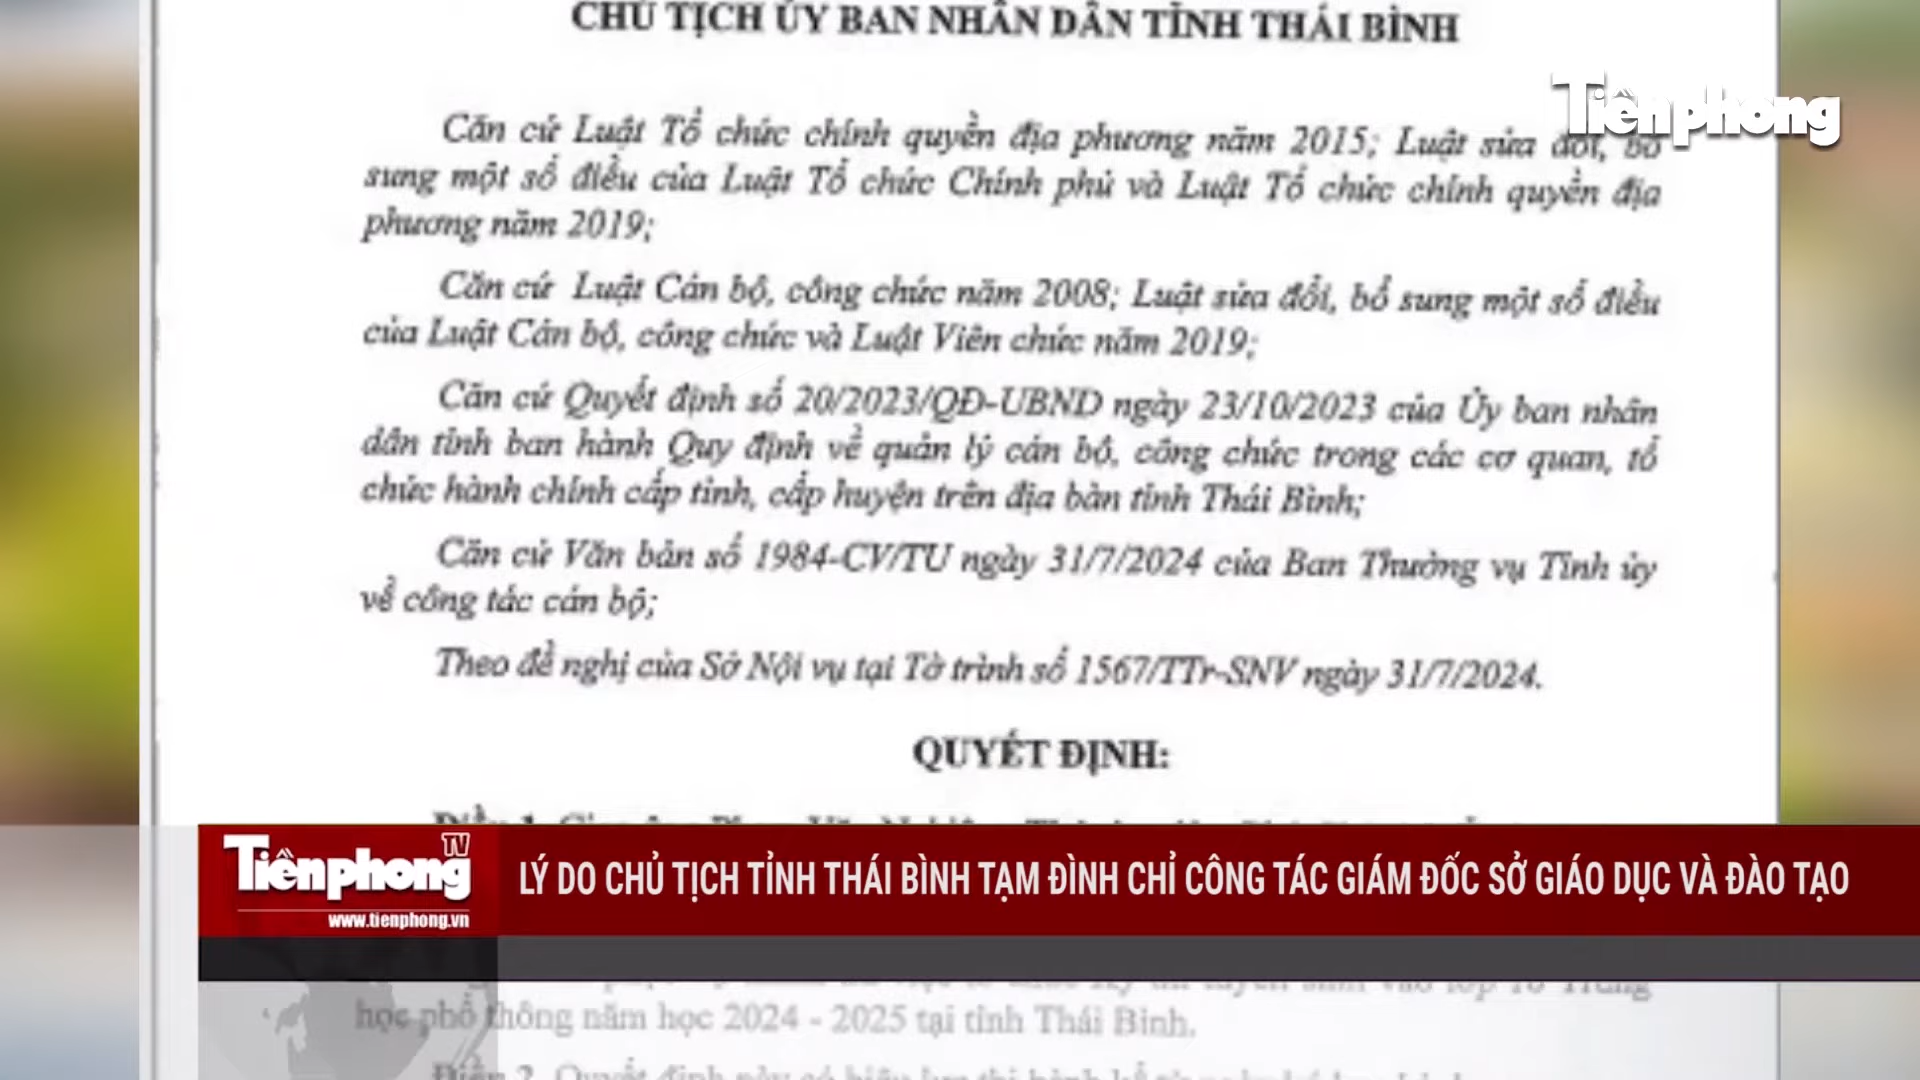 CHỦ TỊCH ỦY BAN NHÂN DÂN TỈNH THÁI BÌNH
Tiênphong
Căn cứ Luật Tổ chức chính quyền địa phương năm 2015; Luật sửa đổi, bổ
sung một số điều của Luật Tổ chức Chính phủ và Luật Tổ chức chính quyền địa
phương năm 2019;
Căn cứ Luật Cán bộ, công chức năm 2008; Luật sửa đổi, bổ sung một số điều
của Luật Cán bộ, công chức và Luật Viên chức năm 2019;
Căn cứ Quyết định số 20/2023/QĐ-UBND ngày 23/10/2023 của Ủy ban nhân
dân tỉnh ban hành Quy định về quản lý cán bộ, công chức trong các cơ quan, tổ
chức hành chính cấp tỉnh, cấp huyện trên địa bàn tỉnh Thái Bình;
Căn cứ Văn bản số 1984-CV/TU ngày 31/7/2024 của Ban Thường vụ Tỉnh ủy
về công tác cán bộ;
Theo đề nghị của Sở Nội vụ tại Tờ trình số 1567/TTr-SNV ngày 31/7/2024.
QUYẾT ĐỊNH:
Tiênphong TV
www.tienphong.vn
LÝ DO CHỦ TỊCH TỈNH THÁI BÌNH TẠM ĐÌNH CHỈ CÔNG TÁC GIÁM ĐỐC SỞ GIÁO DỤC VÀ ĐÀO TẠO
học phổ thông năm học 2024 - 2025 tại tỉnh Thái Bình.